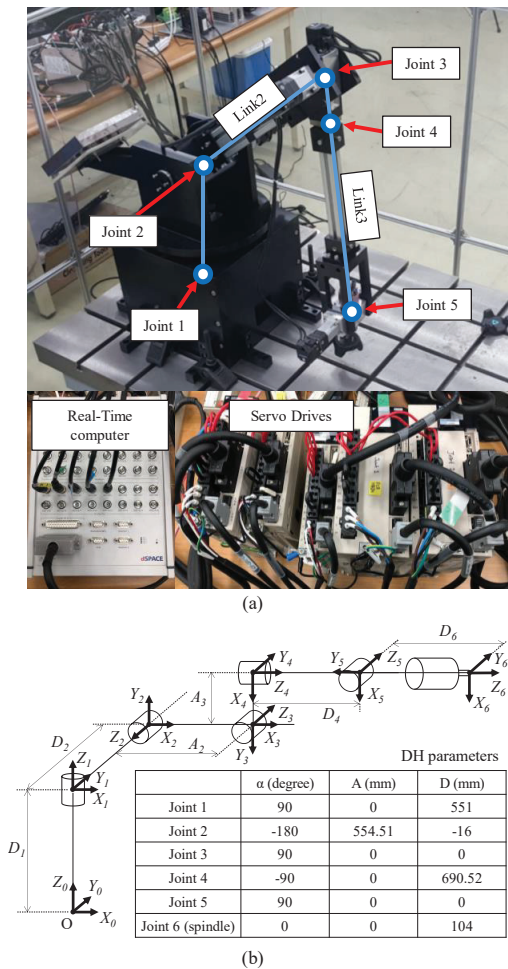 Joint 3
Link2
Joint 4
Joint 2
Link3
Joint 1
Joint 5
Real-Time
computer
Servo Drives
dSPACE
(a)
D6
Y4
Y5
Z5
Y6
Z4
Z6
X4
X5
X6
A3
D4
Y2
Z3
Z2
X2
X3
Y3
D2
A2
Z1
Y1
X1
D1
Z0
Y0
O
X0
DH parameters
α (degree) A (mm) D (mm)
Joint 1 90 0 551
Joint 2 -180 554.51 -16
Joint 3 90 0 0
Joint 4 -90 0 690.52
Joint 5 90 0 0
Joint 6 (spindle) 0 0 104
(b)